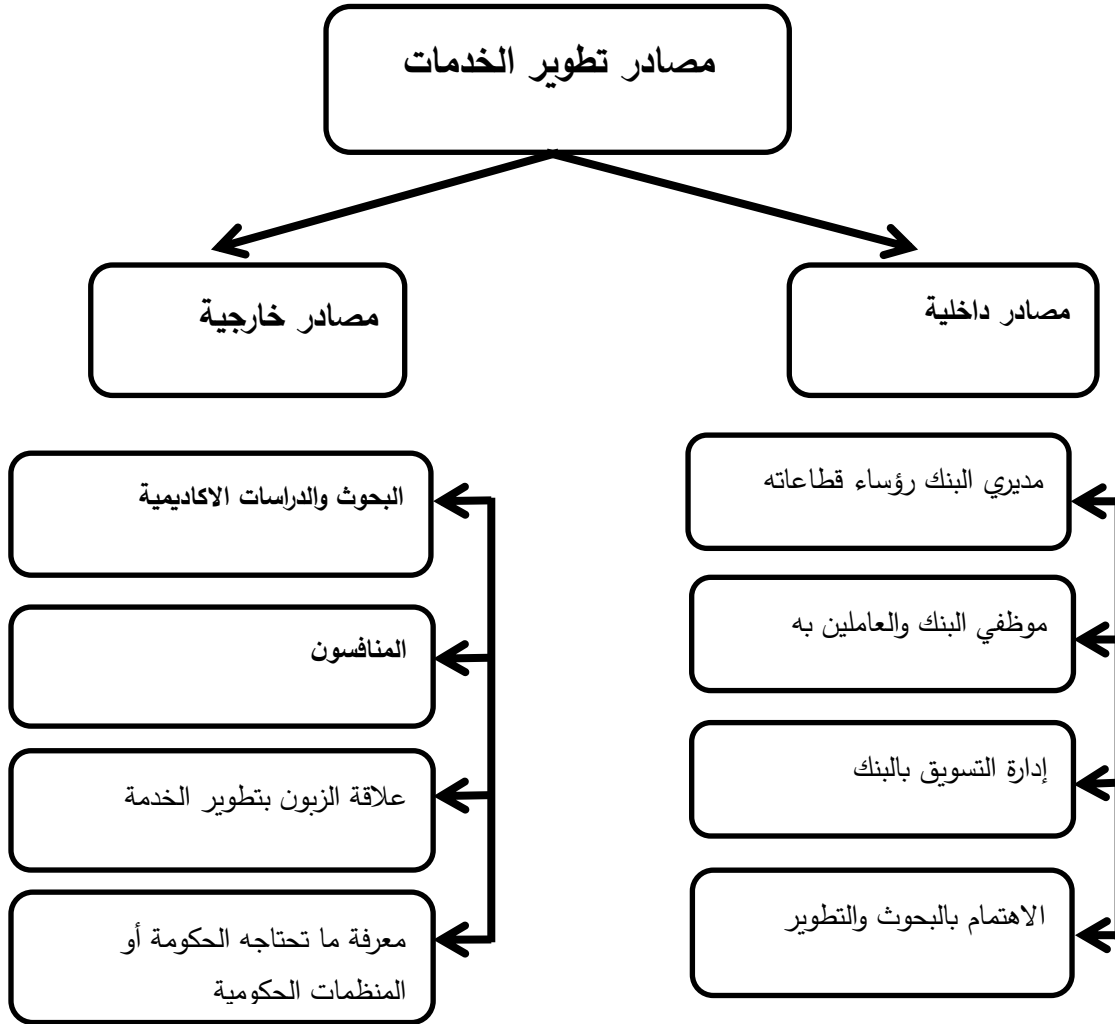 مصادر تطوير الخدمات
مصادر داخلية
مديري البنك رؤساء قطاعاته
موظفي البنك والعاملين به
إدارة التسويق بالبنك
الاهتمام بالبحوث والتطوير
مصادر خارجية
البحوث والدراسات الاكاديمية
المنافسون
علاقة الزبون بتطوير الخدمة
معرفة ما تحتاجه الحكومة أو
المنظمات الحكومية